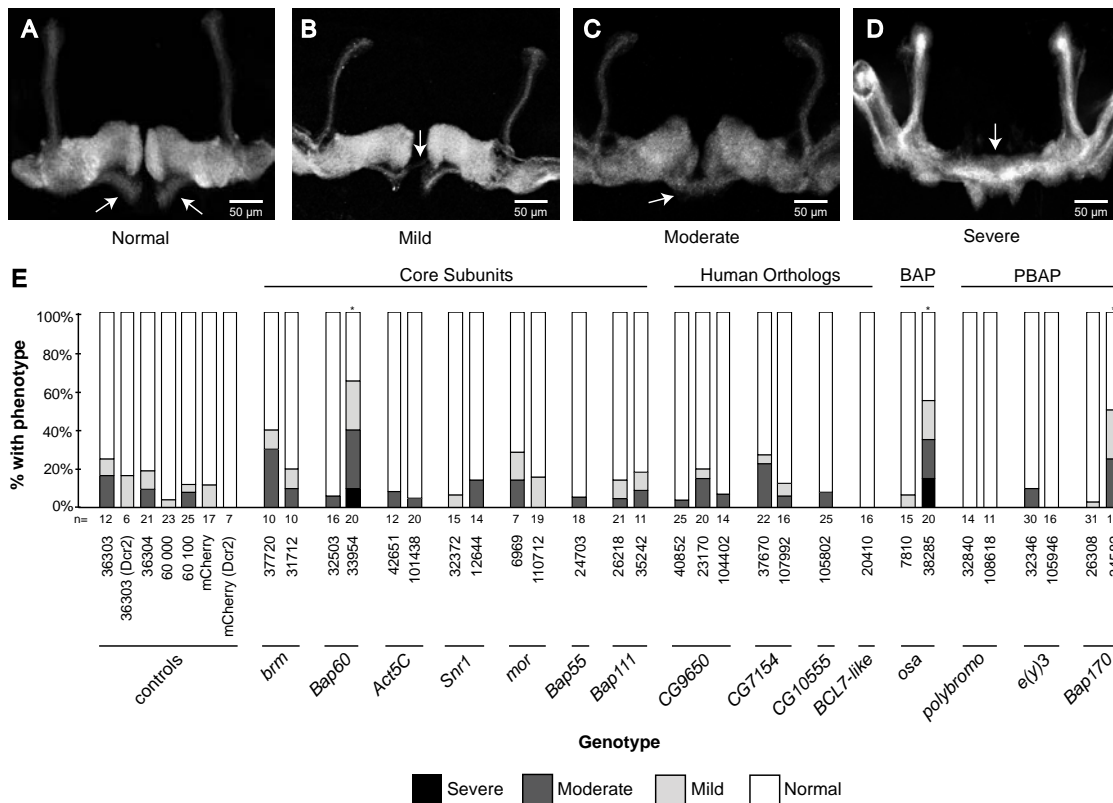 A
B
C
D
50 µm
50 µm
50 µm
50 µm
Normal
Mild
Moderate
Severe
E
Core Subunits
Human Orthologs
BAP
PBAP
* * *
100%
80%
60%
40%
20%
0%
% with phenotype
n= 12 6 21 23 25 17 7 10 10 16 20 12 20 15 14 7 19 18 21 11 25 20 14 22 16 25 16 15 20 14 11 30 16 31
36303 36303 (Dcr2) 36304 60 000 60 100 mCherry mCherry (Dcr2) 37720 31712 32503 33954 42651 101438 32372 12644 6969 110712 24703 26218 35242 40852 23170 104402 37670 107992 105802 20410 7810 38285 32840 108618 32346 105946 26308
controls brm Bap60 Act5C Snr1 mor Bap55 Bap111 CG9650 CG7154 CG10555 BCL7-like osa polybromo e(y)3 Bap170
Genotype
Severe Moderate Mild Normal